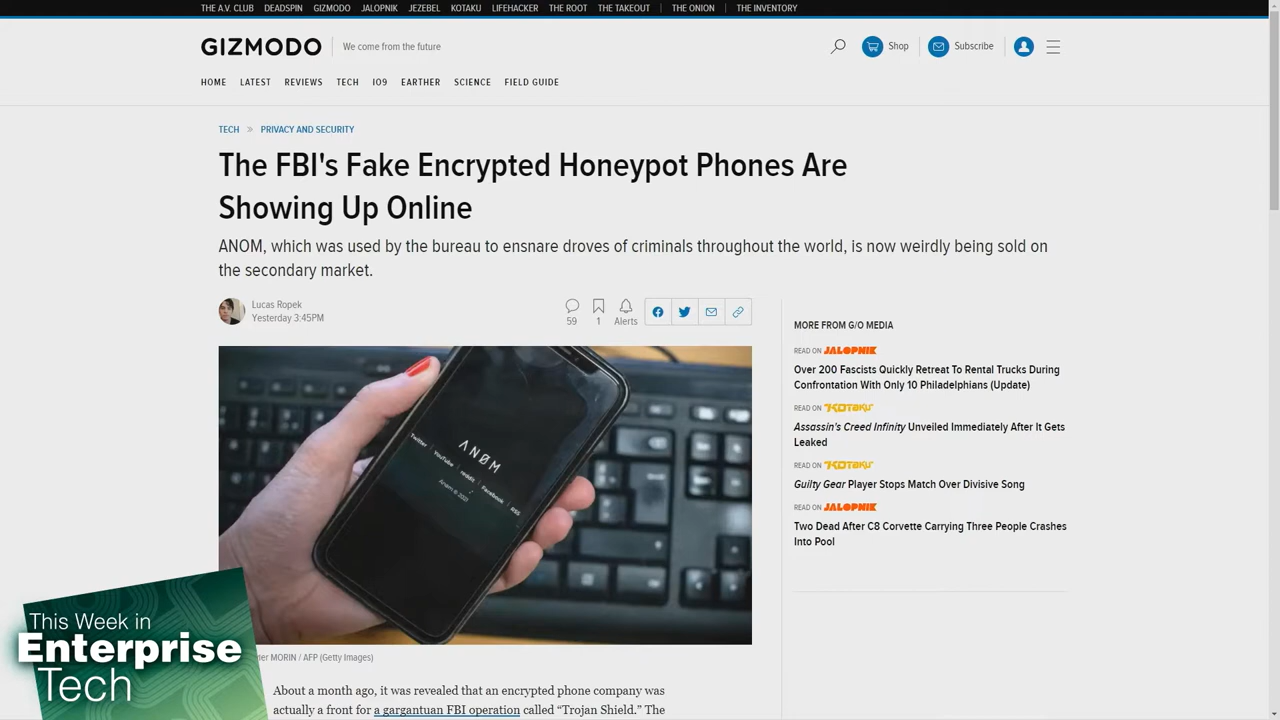 THE A.V. CLUB DEADSPIN GIZMODO JALOPNIK JEZEBEL KOTAKU LIFEHACKER THE ROOT THE TAKEOUT THE ONION THE INVENTORY
GIZMODO We come from the future Shop Subscribe
HOME LATEST REVIEWS TECH IO9 EARTHER SCIENCE FIELD GUIDE
TECH » PRIVACY AND SECURITY
The FBI's Fake Encrypted Honeypot Phones Are
Showing Up Online
ANOM, which was used by the bureau to ensnare droves of criminals throughout the world, is now weirdly being sold on
the secondary market.
Lucas Ropek
Yesterday 3:45PM
59 1 Alerts
ANØM
Twitter YouTube reddit Facebook RSS
Anom © 2021
MORIN / AFP (Getty Images)
About a month ago, it was revealed that an encrypted phone company was
actually a front for a gargantuan FBI operation called “Trojan Shield.” The
MORE FROM G/O MEDIA
READ ON JALOPNIK
Over 200 Fascists Quickly Retreat To Rental Trucks During
Confrontation With Only 10 Philadelphians (Update)
READ ON KOTAKU
Assassin's Creed Infinity Unveiled Immediately After It Gets
Leaked
READ ON KOTAKU
Guilty Gear Player Stops Match Over Divisive Song
READ ON JALOPNIK
Two Dead After C8 Corvette Carrying Three People Crashes
Into Pool
This Week in
Enterprise
Tech